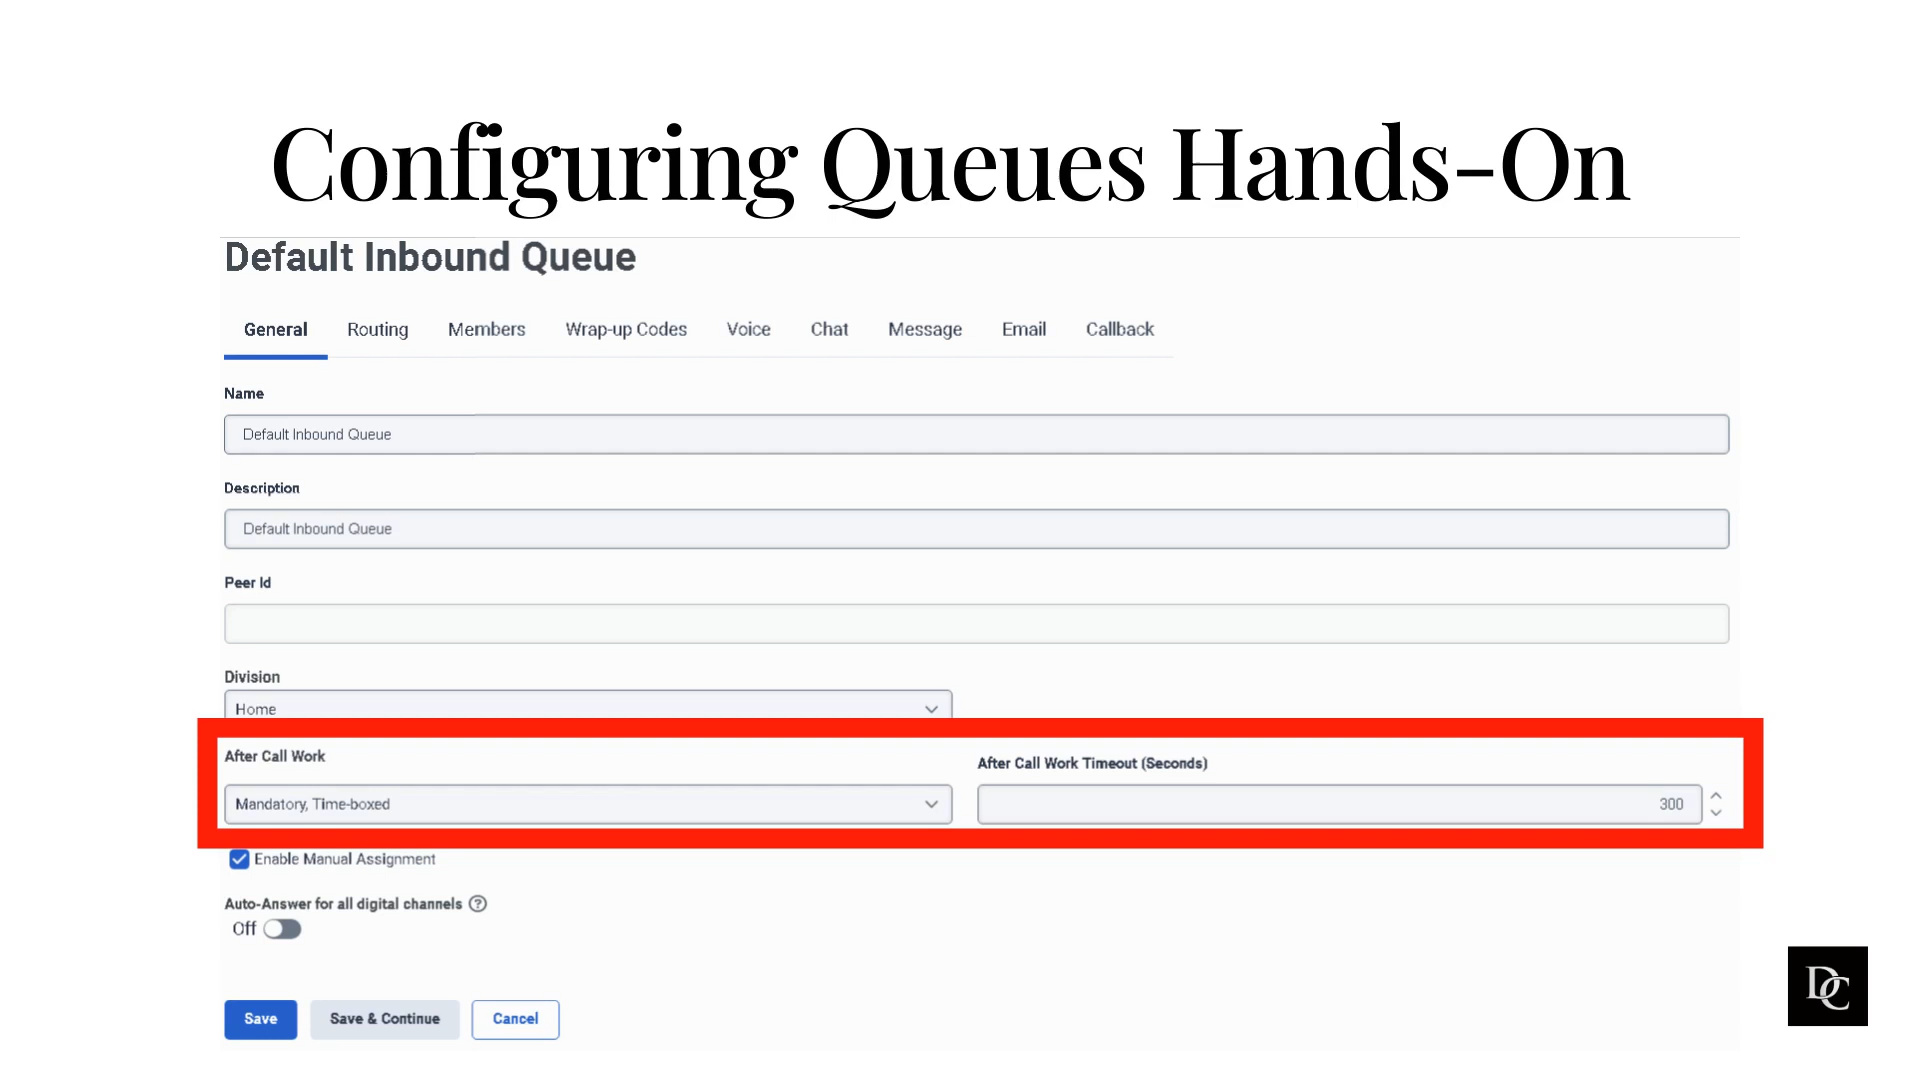 Configuring Queues Hands-On
Default Inbound Queue
General Routing Members Wrap-up Codes Voice Chat Message Email Callback
Name
Default Inbound Queue
Description
Default Inbound Queue
Peer Id
Division
Home
After Call Work After Call Work Timeout (Seconds)
Mandatory, Time-boxed 300
Enable Manual Assignment
Auto-Answer for all digital channels ?
Off
Save Save & Continue Cancel
DC